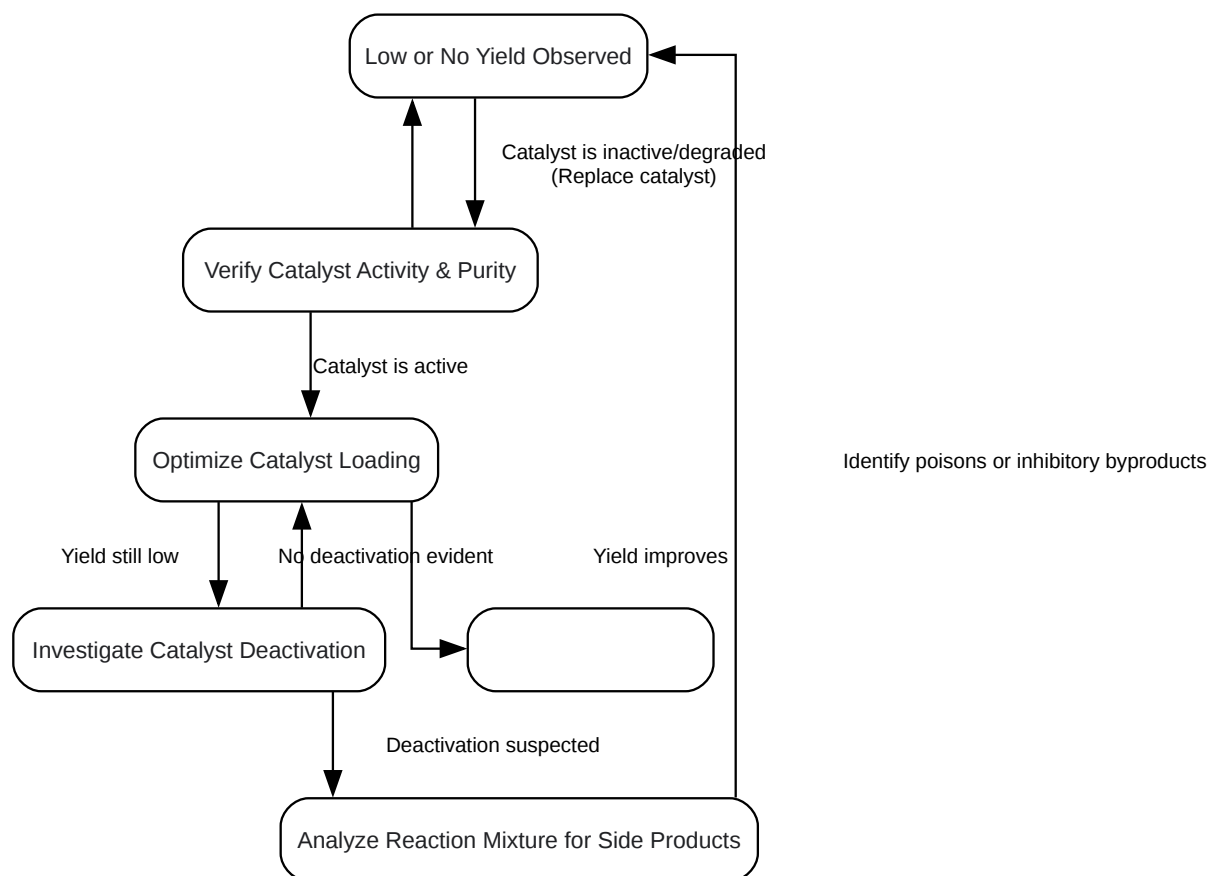 Low or No Yield Observed
Catalyst is inactive/degraded
(Replace catalyst)
Verify Catalyst Activity & Purity
Catalyst is active
Optimize Catalyst Loading
Identify poisons or inhibitory byproducts
Yield still low
No deactivation evident
Yield improves
Investigate Catalyst Deactivation
Deactivation suspected
Analyze Reaction Mixture for Side Products